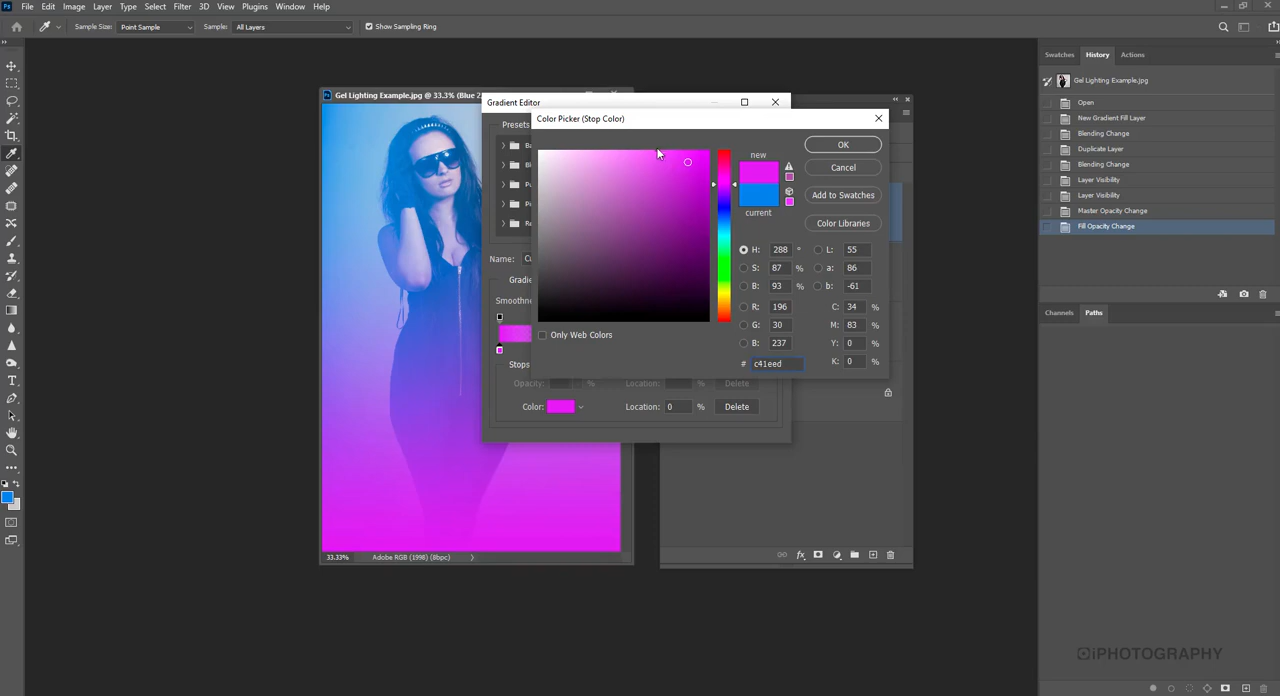 Ps File Edit Image Layer Type Select Filter 3D View Plugins Window Help
Sample Size: Point Sample Sample: All Layers Show Sampling Ring
Swatches History Actions
Gel Lighting Example.jpg
Open
New Gradient Fill Layer
Blending Change
Duplicate Layer
Blending Change
Layer Visibility
Layer Visibility
Master Opacity Change
Fill Opacity Change
Channels Paths
Gel Lighting Example.jpg @ 33.3% (Blue 2
33.33% Adobe RGB (1998) (8bpc)
Gradient Editor
Presets
Name:
Smoothne
Stops
Opacity: % Location: % Delete
Color: Location: 0 % Delete
Color Picker (Stop Color)
new
current
OK
Cancel
Add to Swatches
Color Libraries
H: 288 ° L: 55
S: 87 % a: 86
B: 93 % b: -61
R: 196 C: 34 %
G: 30 M: 83 %
B: 237 Y: 0 %
# c41eed K: 0 %
Only Web Colors
iPHOTOGRAPHY